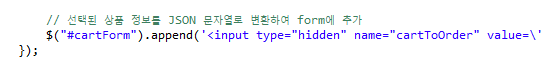 // 선택된 상품 정보를 JSON 문자열로 변환하여 form에 추가
$("#cartForm").append('<input type="hidden" name="cartToOrder" value=\'
});